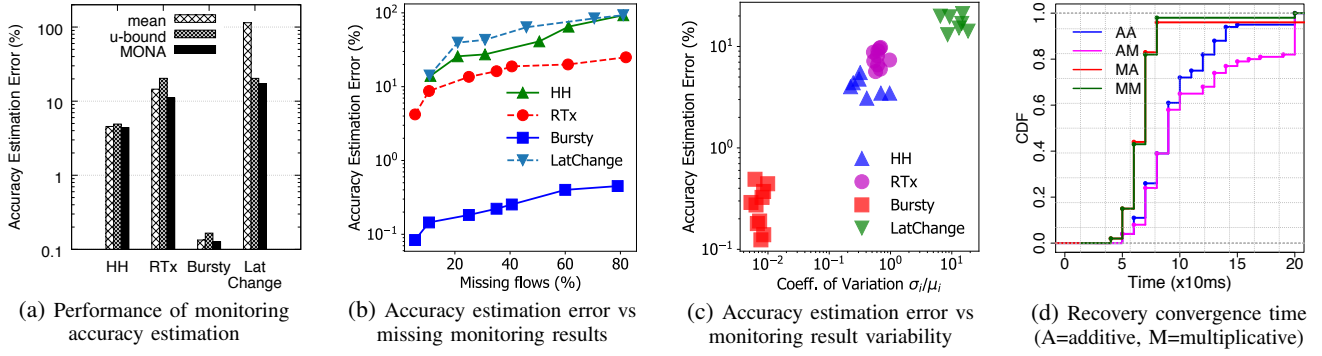 Accuracy Estimation Error (%)
100
10
1
0.1
mean
u-bound
MONA
HH
RTx
Bursty
Lat
Change
(a) Performance of monitoring
accuracy estimation
Accuracy Estimation Error (%)
10²
10¹
10⁰
10⁻¹
HH
RTx
Bursty
LatChange
20
40
60
80
Missing flows (%)
(b) Accuracy estimation error vs
missing monitoring results
Accuracy Estimation Error (%)
10¹
10⁰
10⁻¹
HH
RTx
Bursty
LatChange
10⁻²
10⁻¹
10⁰
10¹
Coeff. of Variation σᵢ/μᵢ
(c) Accuracy estimation error vs
monitoring result variability
CDF
1.0
0.8
0.6
0.4
0.2
0.0
AA
AM
MA
MM
0
5
10
15
20
Time (x10ms)
(d) Recovery convergence time
(A=additive, M=multiplicative)